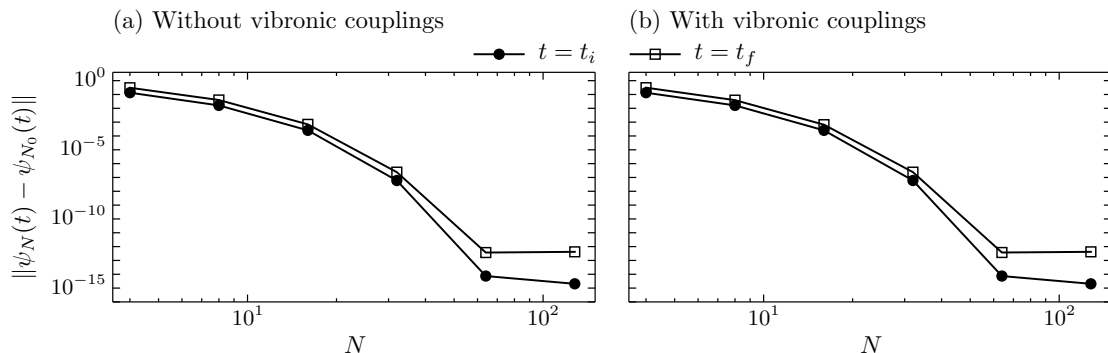 (a) Without vibronic couplings
(b) With vibronic couplings
t = t_i
t = t_f
‖ψ_N(t) − ψ_{N_0}(t)‖
10^0
10^{−5}
10^{−10}
10^{−15}
10^1
10^2
N
10^1
10^2
N